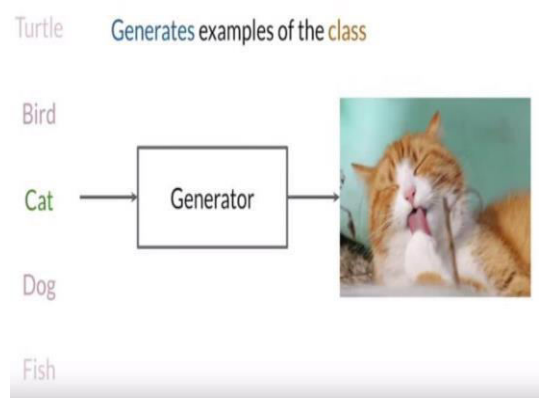 Turtle Generates examples of the class
Bird
Cat
Generator
Dog
Fish